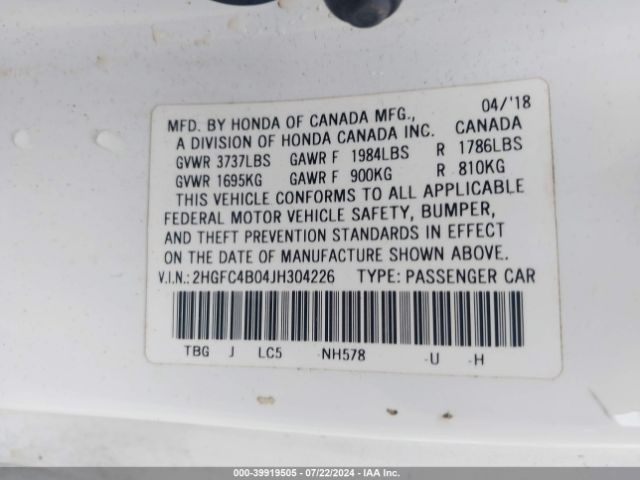 04/'18
MFD. BY HONDA OF CANADA MFG.,
A DIVISION OF HONDA CANADA INC. CANADA
GVWR 3737LBS GAWR F 1984LBS R 1786LBS
GVWR 1695KG GAWR F 900KG R 810KG
THIS VEHICLE CONFORMS TO ALL APPLICABLE
FEDERAL MOTOR VEHICLE SAFETY, BUMPER,
AND THEFT PREVENTION STANDARDS IN EFFECT
ON THE DATE OF MANUFACTURE SHOWN ABOVE.
V.I.N.:2HGFC4B04JH304226 TYPE: PASSENGER CAR
TBG J LC5 -NH578 -U -H
000-39919505 - 07/22/2024 - IAA Inc.